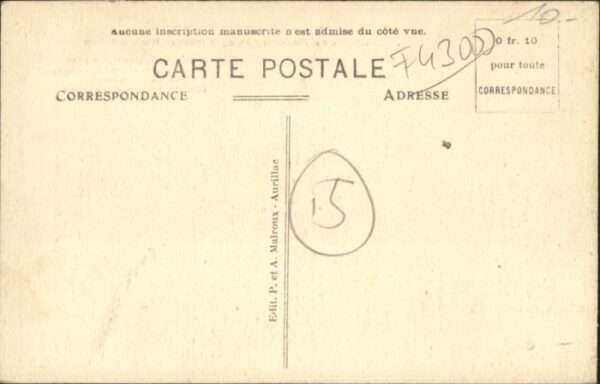 10.-
Aucune inscription manuscrite n'est admise du côté vue.
0 fr. 10
pour toute
CORRESPONDANCE
CARTE POSTALE
F4300
CORRESPONDANCE
ADRESSE
15
Edit. P. et A. Malroux - Aurillac